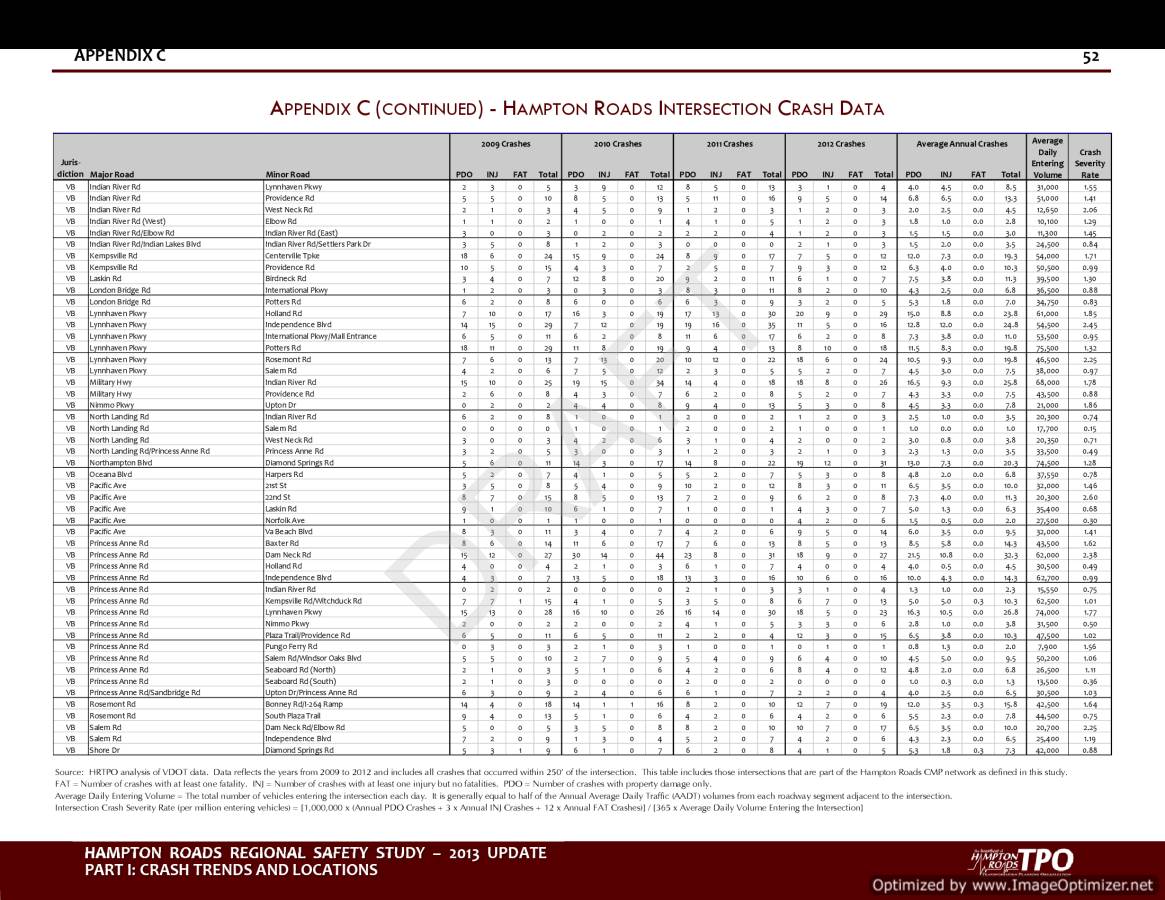 APPENDIX C 52
APPENDIX C (CONTINUED) - HAMPTON ROADS INTERSECTION CRASH DATA
2009 Crashes 2010 Crashes 2011 Crashes 2012 Crashes Average Annual Crashes Average Daily Entering Volume Crash Severity Rate
Juris-diction Major Road Minor Road PDO INJ FAT Total PDO INJ FAT Total PDO INJ FAT Total PDO INJ FAT Total PDO INJ FAT Total
VB Indian River Rd Lynnhaven Pkwy 2 3 0 5 3 9 0 12 8 5 0 13 3 1 0 4 4.0 4.5 0.0 8.5 31,000 1.55
VB Indian River Rd Providence Rd 5 5 0 10 8 5 0 13 5 11 0 16 9 5 0 14 6.8 6.5 0.0 13.3 51,000 1.41
VB Indian River Rd West Neck Rd 2 1 0 3 4 5 0 9 1 2 0 3 1 2 0 3 2.0 2.5 0.0 4.5 12,650 2.06
VB Indian River Rd (West) Elbow Rd 1 1 0 2 1 0 0 1 4 1 0 5 1 2 0 3 1.8 1.0 0.0 2.8 10,100 1.29
VB Indian River Rd/Elbow Rd Indian River Rd (East) 3 0 0 3 0 2 0 2 2 2 0 4 1 2 0 3 1.5 1.5 0.0 3.0 11,300 1.45
VB Indian River Rd/Indian Lakes Blvd Indian River Rd/Settlers Park Dr 3 5 0 8 1 2 0 3 0 0 0 0 2 1 0 3 1.5 2.0 0.0 3.5 24,500 0.84
VB Kempsville Rd Centerville Tpke 18 6 0 24 15 9 0 24 8 9 0 17 7 5 0 12 12.0 7.3 0.0 19.3 54,000 1.71
VB Kempsville Rd Providence Rd 10 5 0 15 4 3 0 7 2 5 0 7 9 3 0 12 6.3 4.0 0.0 10.3 50,500 0.99
VB Laskin Rd Birdneck Rd 3 4 0 7 12 8 0 20 9 2 0 11 6 1 0 7 7.5 3.8 0.0 11.3 39,500 1.30
VB London Bridge Rd International Pkwy 1 2 0 3 0 3 0 3 8 3 0 11 8 2 0 10 4.3 2.5 0.0 6.8 36,500 0.88
VB London Bridge Rd Potters Rd 6 2 0 8 6 0 0 6 6 3 0 9 3 2 0 5 5.3 1.8 0.0 7.0 34,750 0.83
VB Lynnhaven Pkwy Holland Rd 7 10 0 17 16 3 0 19 17 13 0 30 20 9 0 29 15.0 8.8 0.0 23.8 61,000 1.85
VB Lynnhaven Pkwy Independence Blvd 14 15 0 29 7 12 0 19 19 16 0 35 11 5 0 16 12.8 12.0 0.0 24.8 54,500 2.45
VB Lynnhaven Pkwy International Pkwy/Mall Entrance 6 5 0 11 6 2 0 8 11 6 0 17 6 2 0 8 7.3 3.8 0.0 11.0 53,500 0.95
VB Lynnhaven Pkwy Potters Rd 18 11 0 29 11 8 0 19 9 4 0 13 8 10 0 18 11.5 8.3 0.0 19.8 75,500 1.32
VB Lynnhaven Pkwy Rosemont Rd 7 6 0 13 7 13 0 20 10 12 0 22 18 6 0 24 10.5 9.3 0.0 19.8 46,500 2.25
VB Lynnhaven Pkwy Salem Rd 4 2 0 6 7 5 0 12 2 3 0 5 5 2 0 7 4.5 3.0 0.0 7.5 38,000 0.97
VB Military Hwy Indian River Rd 15 10 0 25 19 15 0 34 14 4 0 18 18 8 0 26 16.5 9.3 0.0 25.8 68,000 1.78
VB Military Hwy Providence Rd 2 6 0 8 4 3 0 7 6 2 0 8 5 2 0 7 4.3 3.3 0.0 7.5 43,500 0.88
VB Nimmo Pkwy Upton Dr 0 2 0 2 4 4 0 8 9 4 0 13 5 3 0 8 4.5 3.3 0.0 7.8 21,000 1.86
VB North Landing Rd Indian River Rd 6 2 0 8 1 0 0 1 2 0 0 2 1 2 0 3 2.5 1.0 0.0 3.5 20,300 0.74
VB North Landing Rd Salem Rd 0 0 0 0 1 0 0 1 2 0 0 2 1 0 0 1 1.0 0.0 0.0 1.0 17,700 0.15
VB North Landing Rd West Neck Rd 3 0 0 3 4 2 0 6 3 1 0 4 2 0 0 2 3.0 0.8 0.0 3.8 20,350 0.71
VB North Landing Rd/Princess Anne Rd Princess Anne Rd 3 2 0 5 3 0 0 3 1 2 0 3 2 1 0 3 2.3 1.3 0.0 3.5 33,500 0.49
VB Northampton Blvd Diamond Springs Rd 5 6 0 11 14 3 0 17 14 8 0 22 19 12 0 31 13.0 7.3 0.0 20.3 74,500 1.28
VB Oceana Blvd Harpers Rd 5 2 0 7 4 1 0 5 5 2 0 7 5 3 0 8 4.8 2.0 0.0 6.8 37,550 0.78
VB Pacific Ave 21st St 3 5 0 8 5 4 0 9 10 2 0 12 8 3 0 11 6.5 3.5 0.0 10.0 32,000 1.46
VB Pacific Ave 22nd St 8 7 0 15 8 5 0 13 7 2 0 9 6 2 0 8 7.3 4.0 0.0 11.3 20,300 2.60
VB Pacific Ave Laskin Rd 9 1 0 10 6 1 0 7 1 0 0 1 4 3 0 7 5.0 1.3 0.0 6.3 35,400 0.68
VB Pacific Ave Norfolk Ave 1 0 0 1 1 0 0 1 0 0 0 0 4 2 0 6 1.5 0.5 0.0 2.0 27,500 0.30
VB Pacific Ave Va Beach Blvd 8 3 0 11 3 4 0 7 4 2 0 6 9 5 0 14 6.0 3.5 0.0 9.5 32,000 1.41
VB Princess Anne Rd Baxter Rd 8 6 0 14 11 6 0 17 7 6 0 13 8 5 0 13 8.5 5.8 0.0 14.3 43,500 1.62
VB Princess Anne Rd Dam Neck Rd 15 12 0 27 30 14 0 44 23 8 0 31 18 9 0 27 21.5 10.8 0.0 32.3 62,000 2.38
VB Princess Anne Rd Holland Rd 4 0 0 4 2 1 0 3 6 1 0 7 4 0 0 4 4.0 0.5 0.0 4.5 30,500 0.49
VB Princess Anne Rd Independence Blvd 4 3 0 7 13 5 0 18 13 3 0 16 10 6 0 16 10.0 4.3 0.0 14.3 62,700 0.99
VB Princess Anne Rd Indian River Rd 0 2 0 2 0 0 0 0 2 1 0 3 3 1 0 4 1.3 1.0 0.0 2.3 15,550 0.75
VB Princess Anne Rd Kempsville Rd/Witchduck Rd 7 7 1 15 4 1 0 5 3 5 0 8 6 7 0 13 5.0 5.0 0.3 10.3 62,500 1.01
VB Princess Anne Rd Lynnhaven Pkwy 15 13 0 28 16 10 0 26 16 14 0 30 18 5 0 23 16.3 10.5 0.0 26.8 74,000 1.77
VB Princess Anne Rd Nimmo Pkwy 2 0 0 2 2 0 0 2 4 1 0 5 3 3 0 6 2.8 1.0 0.0 3.8 31,500 0.50
VB Princess Anne Rd Plaza Trail/Providence Rd 6 5 0 11 6 5 0 11 2 2 0 4 12 3 0 15 6.5 3.8 0.0 10.3 47,500 1.02
VB Princess Anne Rd Pungo Ferry Rd 0 3 0 3 2 1 0 3 1 0 0 1 0 1 0 1 0.8 1.3 0.0 2.0 7,900 1.56
VB Princess Anne Rd Salem Rd/Windsor Oaks Blvd 5 5 0 10 2 7 0 9 5 4 0 9 6 4 0 10 4.5 5.0 0.0 9.5 50,200 1.06
VB Princess Anne Rd Seaboard Rd (North) 2 1 0 3 5 1 0 6 4 2 0 6 8 4 0 12 4.8 2.0 0.0 6.8 26,500 1.11
VB Princess Anne Rd Seaboard Rd (South) 2 1 0 3 0 0 0 0 2 0 0 2 0 0 0 0 1.0 0.3 0.0 1.3 13,500 0.36
VB Princess Anne Rd/Sandbridge Rd Upton Dr/Princess Anne Rd 6 3 0 9 2 4 0 6 6 1 0 7 2 2 0 4 4.0 2.5 0.0 6.5 30,500 1.03
VB Rosemont Rd Bonney Rd/I-264 Ramp 14 4 0 18 14 1 1 16 8 2 0 10 12 7 0 19 12.0 3.5 0.3 15.8 42,500 1.64
VB Rosemont Rd South Plaza Trail 9 4 0 13 5 1 0 6 4 2 0 6 4 2 0 6 5.5 2.3 0.0 7.8 44,500 0.75
VB Salem Rd Dam Neck Rd/Elbow Rd 5 0 0 5 3 5 0 8 8 2 0 10 10 7 0 17 6.5 3.5 0.0 10.0 20,700 2.25
VB Salem Rd Independence Blvd 7 2 0 9 1 3 0 4 5 2 0 7 4 2 0 6 4.3 2.3 0.0 6.5 25,400 1.19
VB Shore Dr Diamond Springs Rd 5 3 1 9 6 1 0 7 6 2 0 8 4 1 0 5 5.3 1.8 0.3 7.3 42,000 0.88
DRAFT
Source: HRTPO analysis of VDOT data. Data reflects the years from 2009 to 2012 and includes all crashes that occurred within 250' of the intersection. This table includes those intersections that are part of the Hampton Roads CMP network as defined in this study.
FAT = Number of crashes with at least one fatality. INJ = Number of crashes with at least one injury but no fatalities. PDO = Number of crashes with property damage only.
Average Daily Entering Volume = The total number of vehicles entering the intersection each day. It is generally equal to half of the Annual Average Daily Traffic (AADT) volumes from each roadway segment adjacent to the intersection.
Intersection Crash Severity Rate (per million entering vehicles) = [1,000,000 x (Annual PDO Crashes + 3 x Annual INJ Crashes + 12 x Annual FAT Crashes)] / [365 x Average Daily Volume Entering the Intersection]
HAMPTON ROADS REGIONAL SAFETY STUDY – 2013 UPDATE
PART I: CRASH TRENDS AND LOCATIONS
HAMPTON ROADS TPO
Optimized by www.ImageOptimizer.net